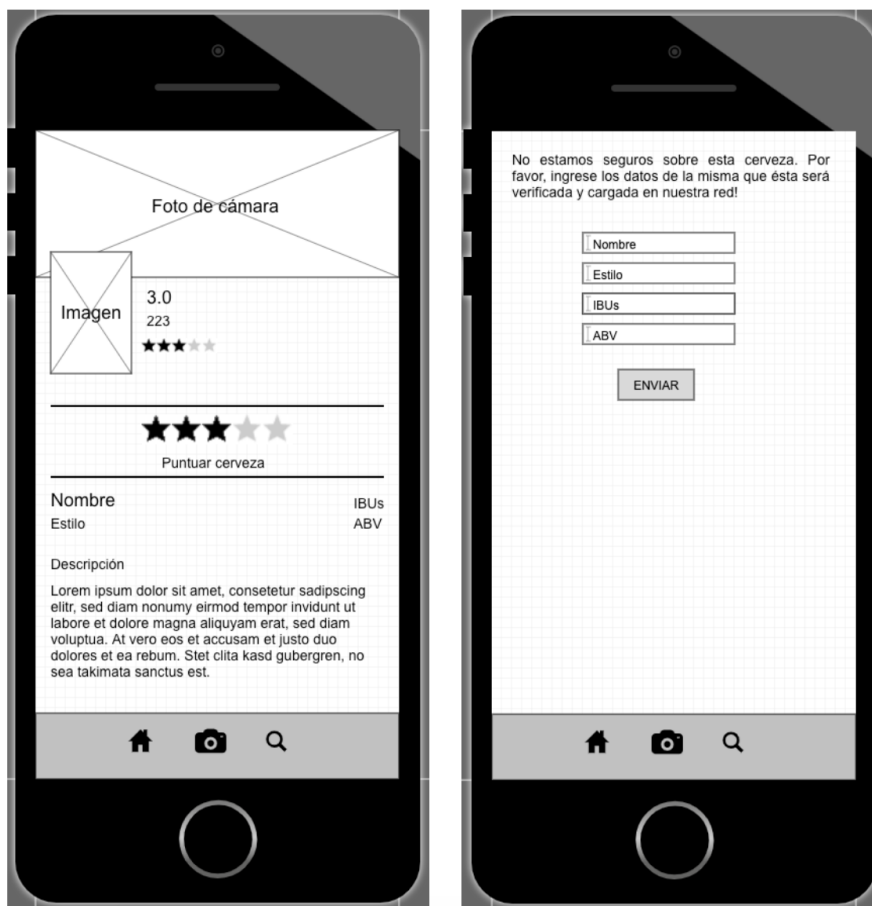 Foto de cámara
Imagen
3.0
223
Puntuar cerveza
Nombre
IBUs
Estilo
ABV
Descripción
Lorem ipsum dolor sit amet, consetetur sadipscing
elitr, sed diam nonumy eirmod tempor invidunt ut
labore et dolore magna aliquyam erat, sed diam
voluptua. At vero eos et accusam et justo duo
dolores et ea rebum. Stet clita kasd gubergren, no
sea takimata sanctus est.
No estamos seguros sobre esta cerveza. Por
favor, ingrese los datos de la misma que ésta será
verificada y cargada en nuestra red!
Nombre
Estilo
IBUs
ABV
ENVIAR